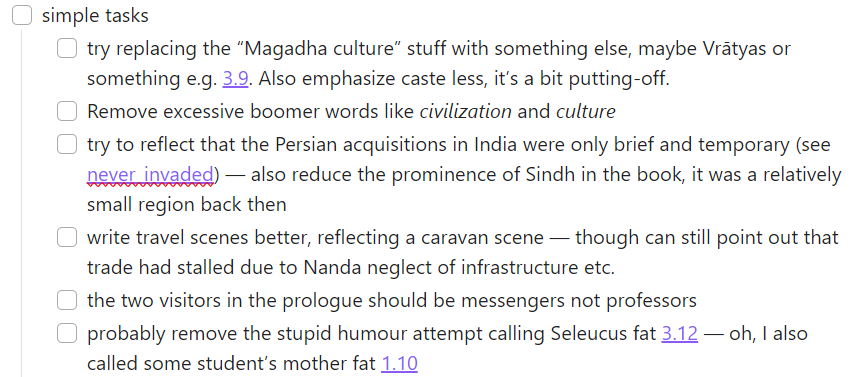 simple tasks
try replacing the “Magadha culture” stuff with something else, maybe Vrātyas or
something e.g. 3.9. Also emphasize caste less, it’s a bit putting-off.
Remove excessive boomer words like civilization and culture
try to reflect that the Persian acquisitions in India were only brief and temporary (see
never_invaded) — also reduce the prominence of Sindh in the book, it was a relatively
small region back then
write travel scenes better, reflecting a caravan scene — though can still point out that
trade had stalled due to Nanda neglect of infrastructure etc.
the two visitors in the prologue should be messengers not professors
probably remove the stupid humour attempt calling Seleucus fat 3.12 — oh, I also
called some student’s mother fat 1.10